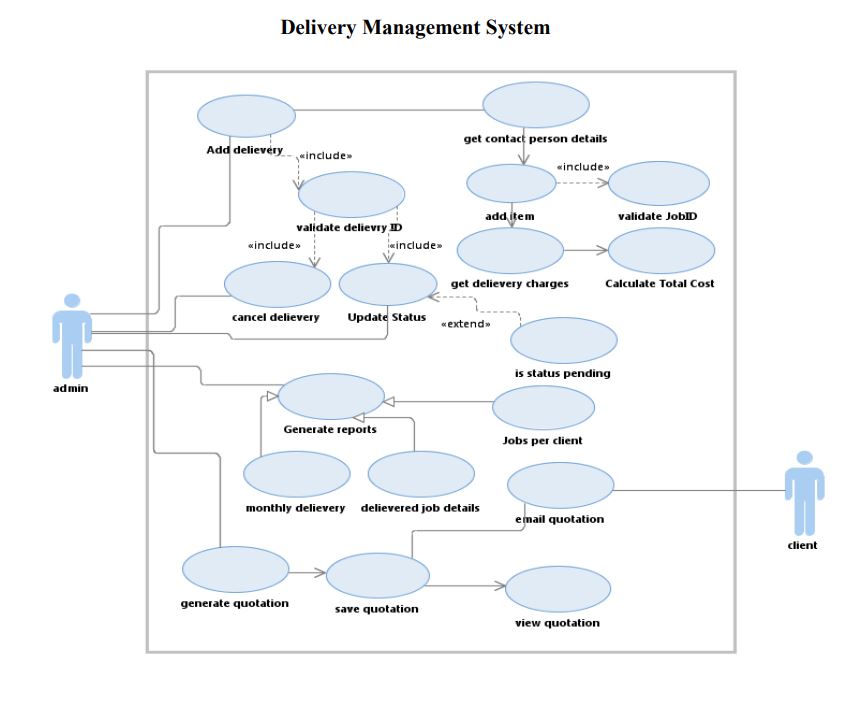 Delivery Management System
get contact person details
Add delievery
«include»
«include»
add item
validate JobID
validate delievry ID
«include»
«include»
get delievery charges
Calculate Total Cost
cancel delievery
Update Status
«extend»
is status pending
admin
Generate reports
Jobs per client
monthly delievery
delievered job details
email quotation
client
generate quotation
save quotation
view quotation